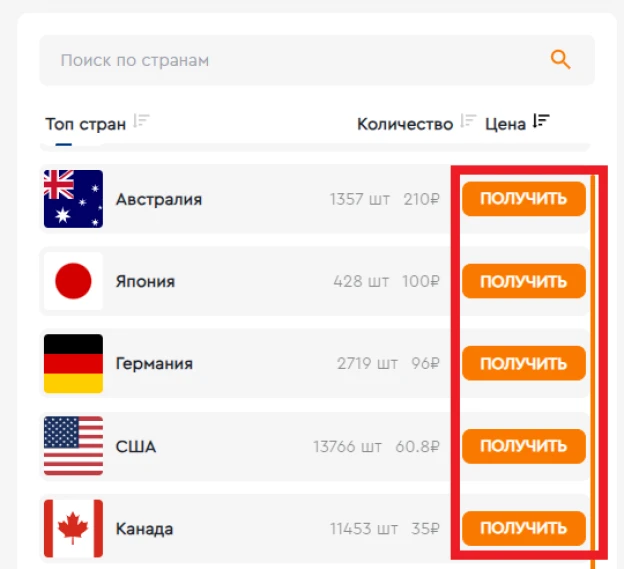 Поиск по странам
Топ стран Количество Цена
Австралия 1357 шт 210₽ ПОЛУЧИТЬ
Япония 428 шт 100₽ ПОЛУЧИТЬ
Германия 2719 шт 96₽ ПОЛУЧИТЬ
США 13766 шт 60.8₽ ПОЛУЧИТЬ
Канада 11453 шт 35₽ ПОЛУЧИТЬ